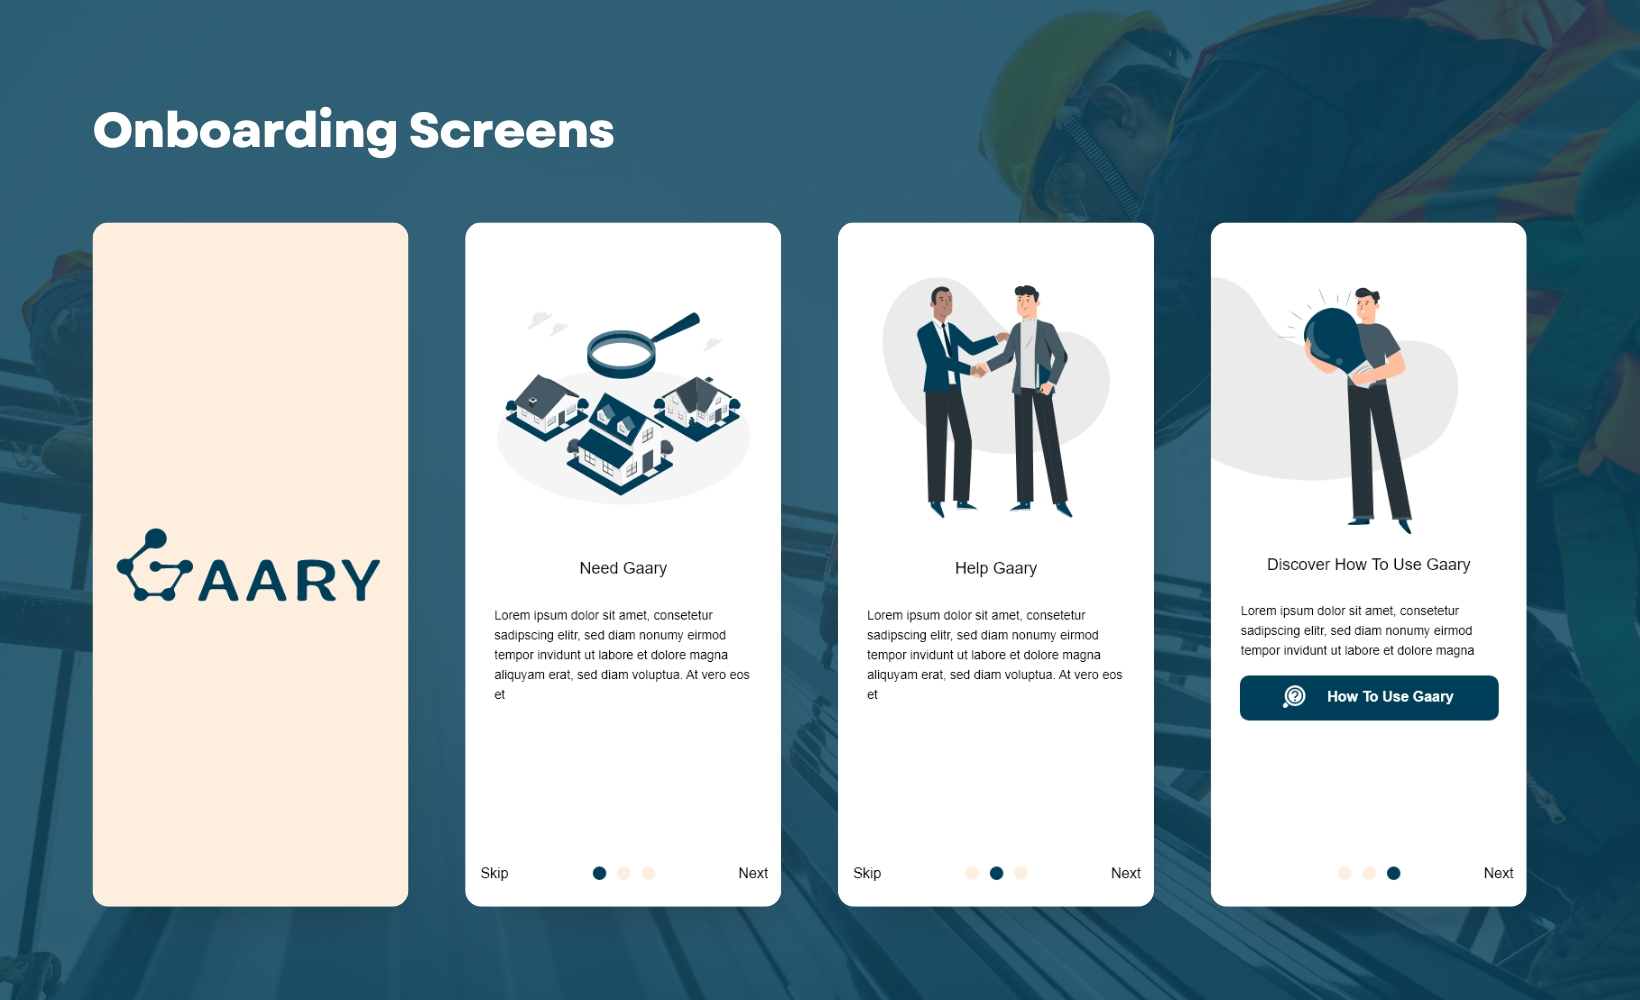 Onboarding Screens
GAARY
Need Gaary
Lorem ipsum dolor sit amet, consetetur
sadipscing elitr, sed diam nonumy eirmod
tempor invidunt ut labore et dolore magna
aliquyam erat, sed diam voluptua. At vero eos
et
Skip
Next
Help Gaary
Lorem ipsum dolor sit amet, consetetur
sadipscing elitr, sed diam nonumy eirmod
tempor invidunt ut labore et dolore magna
aliquyam erat, sed diam voluptua. At vero eos
et
Skip
Next
Discover How To Use Gaary
Lorem ipsum dolor sit amet, consetetur
sadipscing elitr, sed diam nonumy eirmod
tempor invidunt ut labore et dolore magna
How To Use Gaary
Next